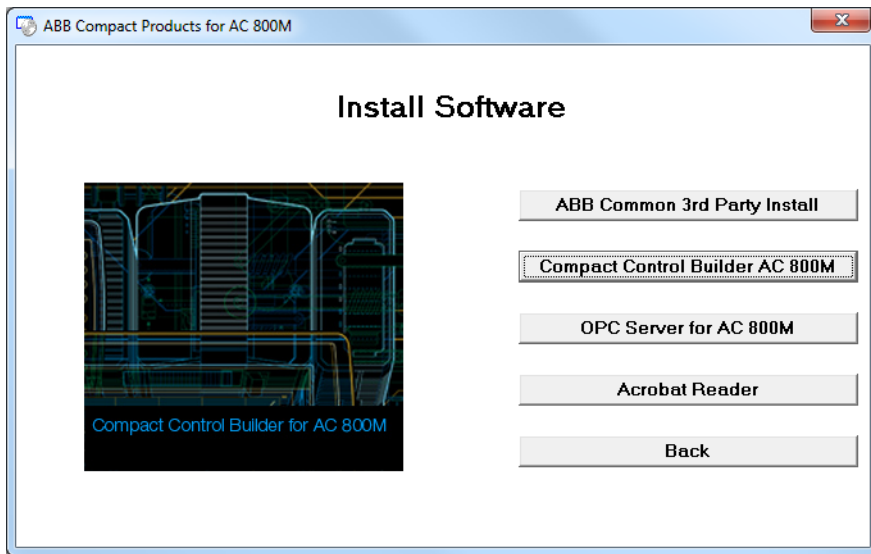 ABB Compact Products for AC 800M
Install Software
ABB Common 3rd Party Install
Compact Control Builder AC 800M
OPC Server for AC 800M
Acrobat Reader
Back
Compact Control Builder for AC 800M